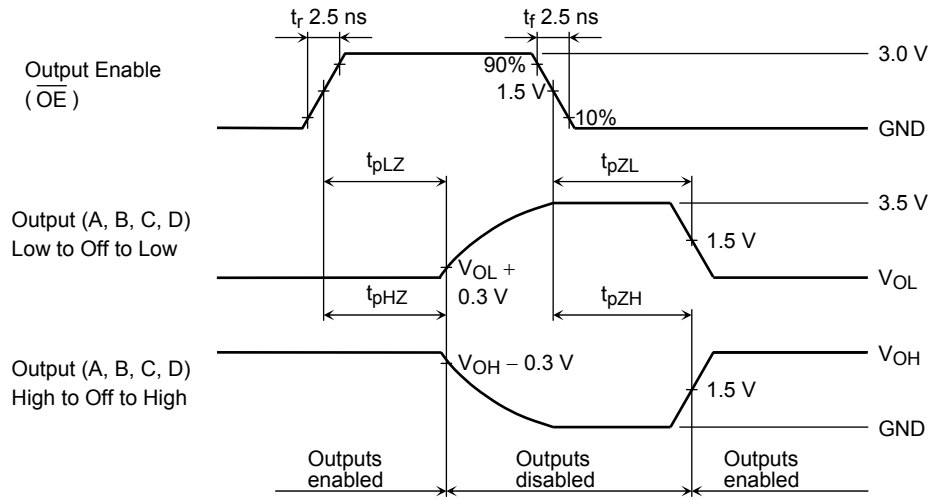 tr 2.5 ns
tf 2.5 ns
Output Enable
( OE )
90%
1.5 V
10%
3.0 V
GND
tpLZ
tpZL
Output (A, B, C, D)
Low to Off to Low
3.5 V
1.5 V
VOL +
0.3 V
VOL
tpHZ
tpZH
Output (A, B, C, D)
High to Off to High
VOH − 0.3 V
VOH
1.5 V
GND
Outputs
enabled
Outputs
disabled
Outputs
enabled